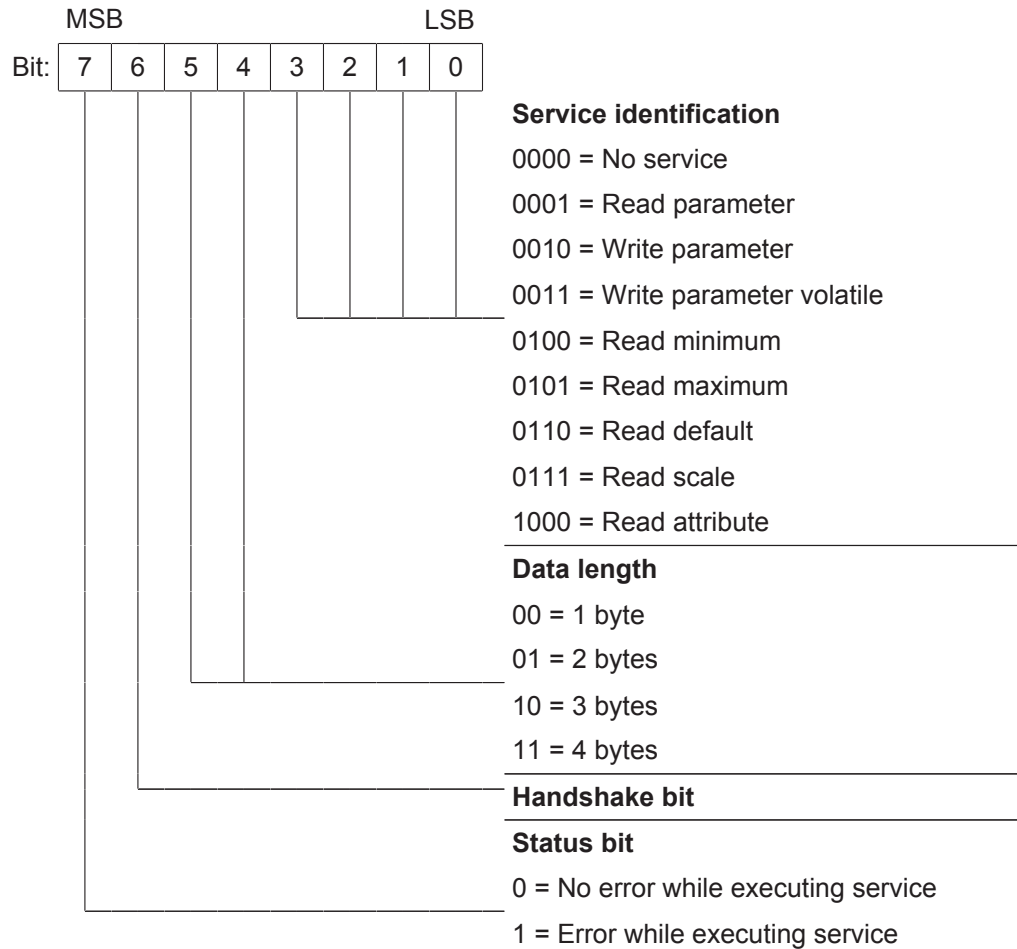 MSB LSB
Bit: 7 6 5 4 3 2 1 0
Service identification
0000 = No service
0001 = Read parameter
0010 = Write parameter
0011 = Write parameter volatile
0100 = Read minimum
0101 = Read maximum
0110 = Read default
0111 = Read scale
1000 = Read attribute
Data length
00 = 1 byte
01 = 2 bytes
10 = 3 bytes
11 = 4 bytes
Handshake bit
Status bit
0 = No error while executing service
1 = Error while executing service